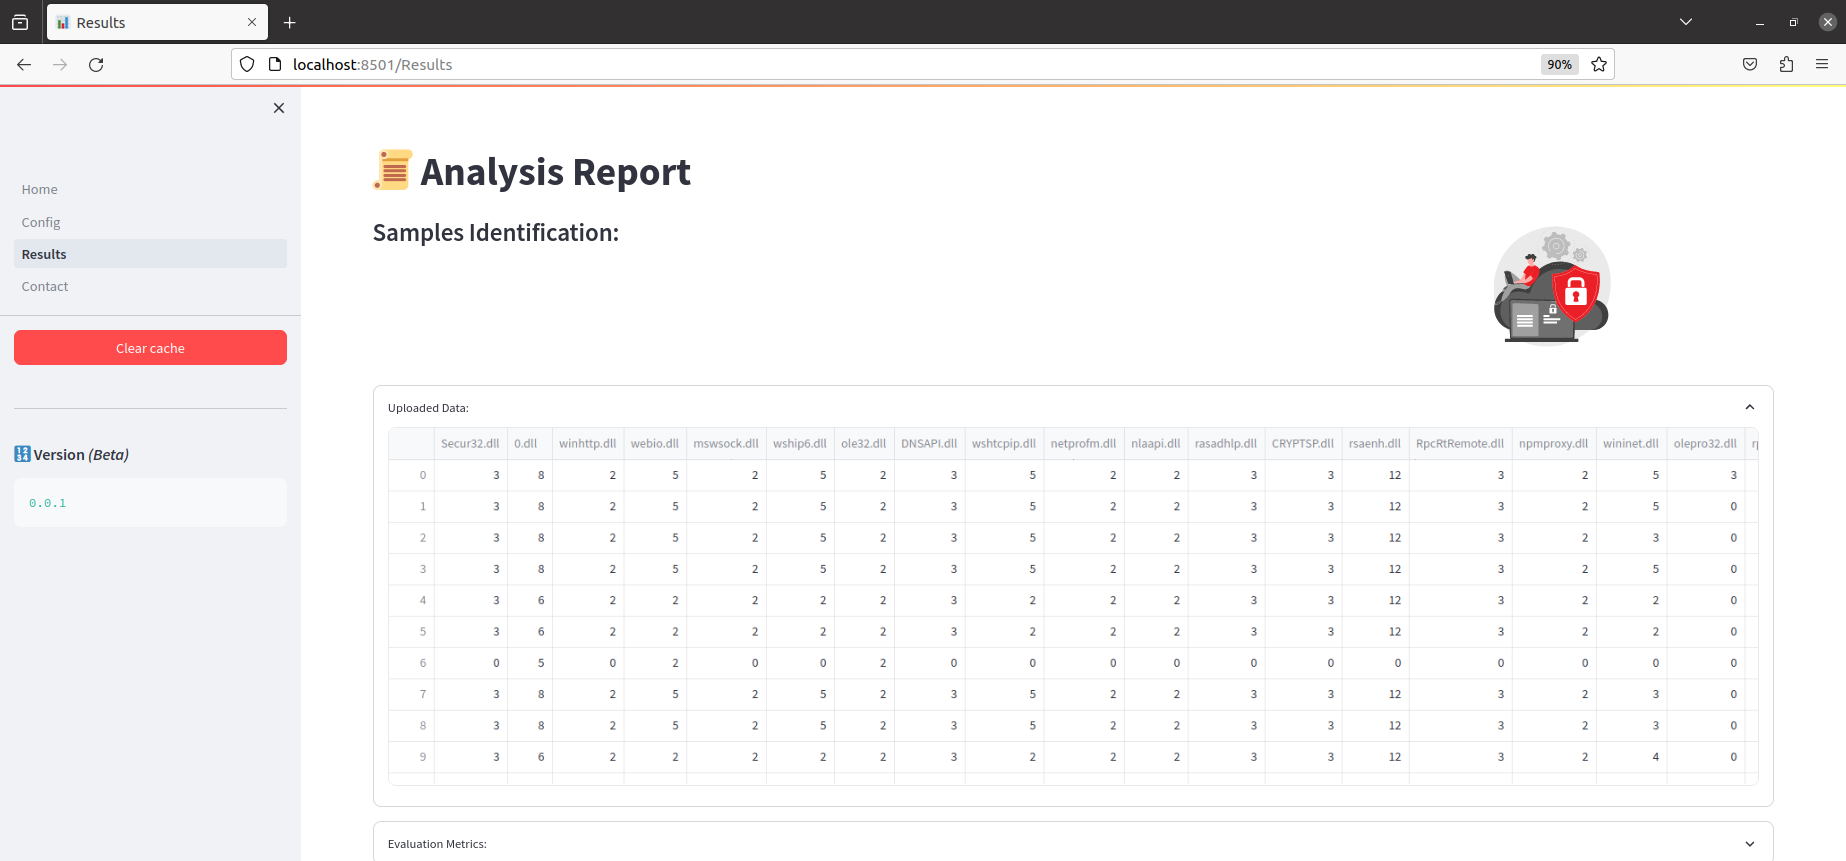 Results
localhost:8501/Results
90%
Home
Config
Results
Contact
Clear cache
Version (Beta)
0.0.1
Analysis Report
Samples Identification:
Uploaded Data:
Secur32.dll 0.dll winhttp.dll webio.dll mswsock.dll wship6.dll ole32.dll DNSAPI.dll wshtcpip.dll netprofm.dll nlaapi.dll rasadhlp.dll CRYPTSP.dll rsaenh.dll RpcRtRemote.dll npmproxy.dll wininet.dll olepro32.dll
0 3 8 2 5 2 5 2 3 5 2 2 3 3 12 3 2 5 3
1 3 8 2 5 2 5 2 3 5 2 2 3 3 12 3 2 5 0
2 3 8 2 5 2 5 2 3 5 2 2 3 3 12 3 2 3 0
3 3 8 2 5 2 5 2 3 5 2 2 3 3 12 3 2 5 0
4 3 6 2 2 2 2 2 3 2 2 2 3 3 12 3 2 2 0
5 3 6 2 2 2 2 2 3 2 2 2 3 3 12 3 2 2 0
6 0 5 0 2 0 0 2 0 0 0 0 0 0 0 0 0 0 0
7 3 8 2 5 2 5 2 3 5 2 2 3 3 12 3 2 3 0
8 3 8 2 5 2 5 2 3 5 2 2 3 3 12 3 2 3 0
9 3 6 2 2 2 2 2 3 2 2 2 3 3 12 3 2 4 0
Evaluation Metrics: